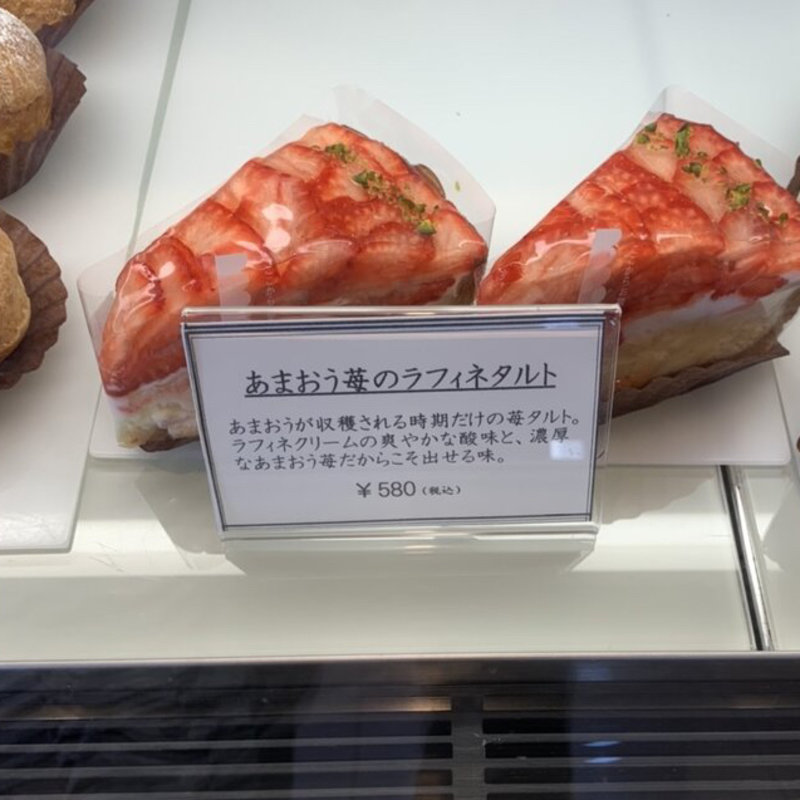 あまおう苺のラフィネタルト
あまおうが収穫される時期だけの苺タルト。
ラフィネクリームの爽やかな酸味と、濃厚
なあまおう苺だからこそ出せる味。
¥580（税込）